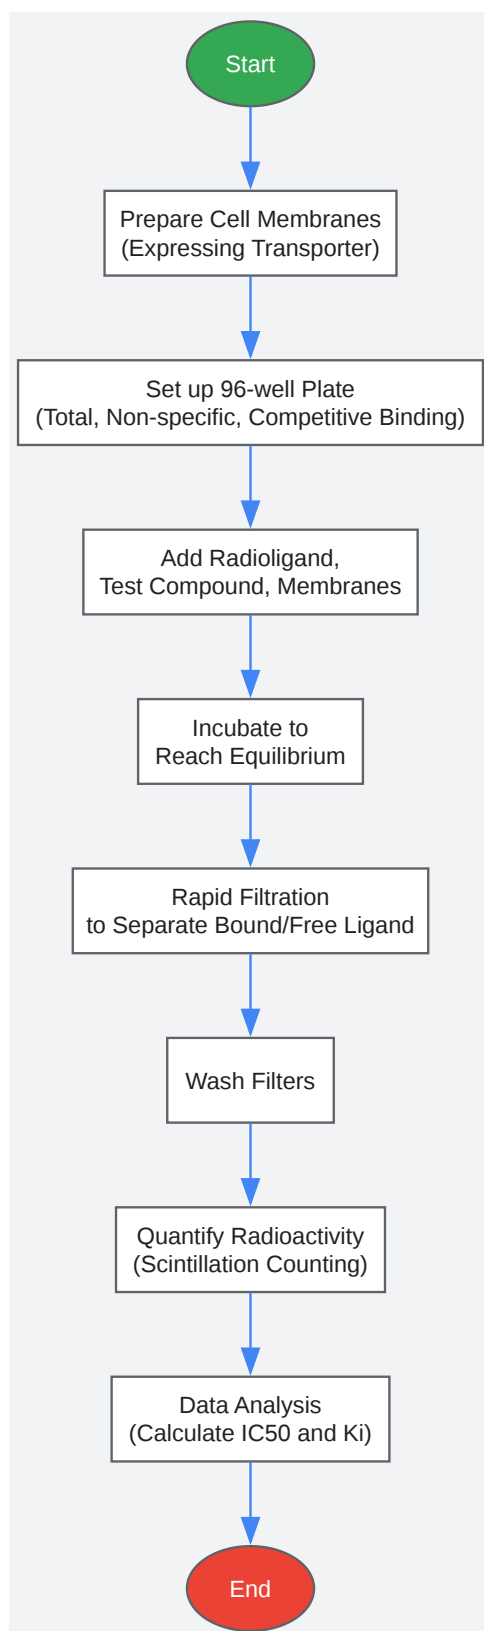 Start
Prepare Cell Membranes
(Expressing Transporter)
Set up 96-well Plate
(Total, Non-specific, Competitive Binding)
Add Radioligand,
Test Compound, Membranes
Incubate to
Reach Equilibrium
Rapid Filtration
to Separate Bound/Free Ligand
Wash Filters
Quantify Radioactivity
(Scintillation Counting)
Data Analysis
(Calculate IC50 and Ki)
End